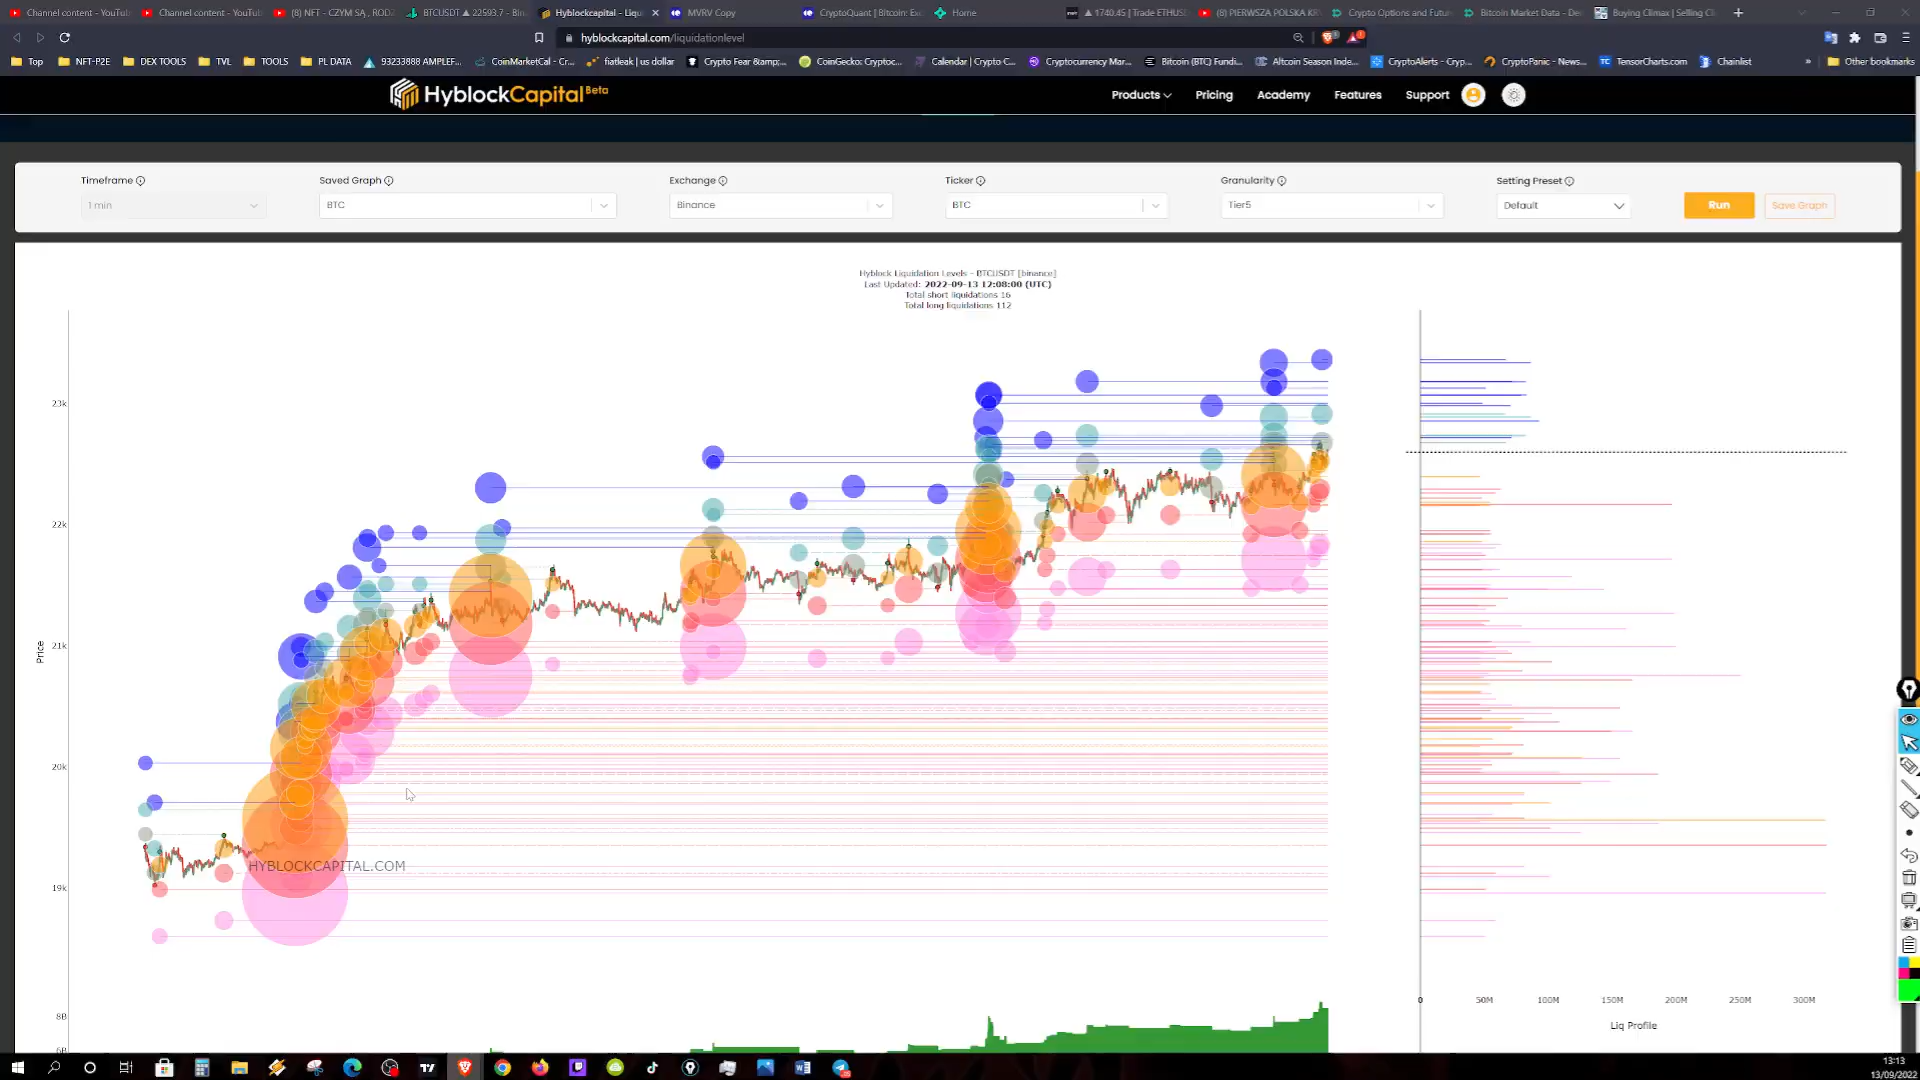 Channel content - YouTub
Channel content - YouTub
(8) NFT - CZYM SĄ , RODZ
BTCUSDT ▲ 22593.7 - Bin
Hyblockcapital - Liqu
MVRV Copy
CryptoQuant | Bitcoin: Ex
Home
▲ 1740.45 | Trade ETHUS
(8) PIERWSZA POLSKA KR
Crypto Options and Futur
Bitcoin Market Data - De
Buying Climax | Selling Cl
hyblockcapital.com/liquidationlevel
Top
NFT-P2E
DEX TOOLS
TVL
TOOLS
PL DATA
93233888 AMPLEF...
CoinMarketCal - Cr...
fiatleak | us dollar
Crypto Fear &amp;...
CoinGecko: Cryptoc...
Calendar | Crypto C...
Cryptocurrency Mar...
Bitcoin (BTC) Fundi...
Altcoin Season Inde...
CryptoAlerts - Cryp...
CryptoPanic - News...
TensorCharts.com
Chainlist
»
Other bookmarks
HyblockCapital Beta
Products
Pricing
Academy
Features
Support
Timeframe
Saved Graph
Exchange
Ticker
Granularity
Setting Preset
1 min
BTC
Binance
BTC
Tier5
Default
Run
Save Graph
Hyblock Liquidation Levels - BTCUSDT [binance]
Last Updated: 2022-09-13 12:08:00 (UTC)
Total short liquidations 16
Total long liquidations 112
23k
22k
21k
Price
20k
19k
HYBLOCKCAPITAL.COM
8B
6B
0
50M
100M
150M
200M
250M
300M
Liq Profile
13:13
13/09/2022